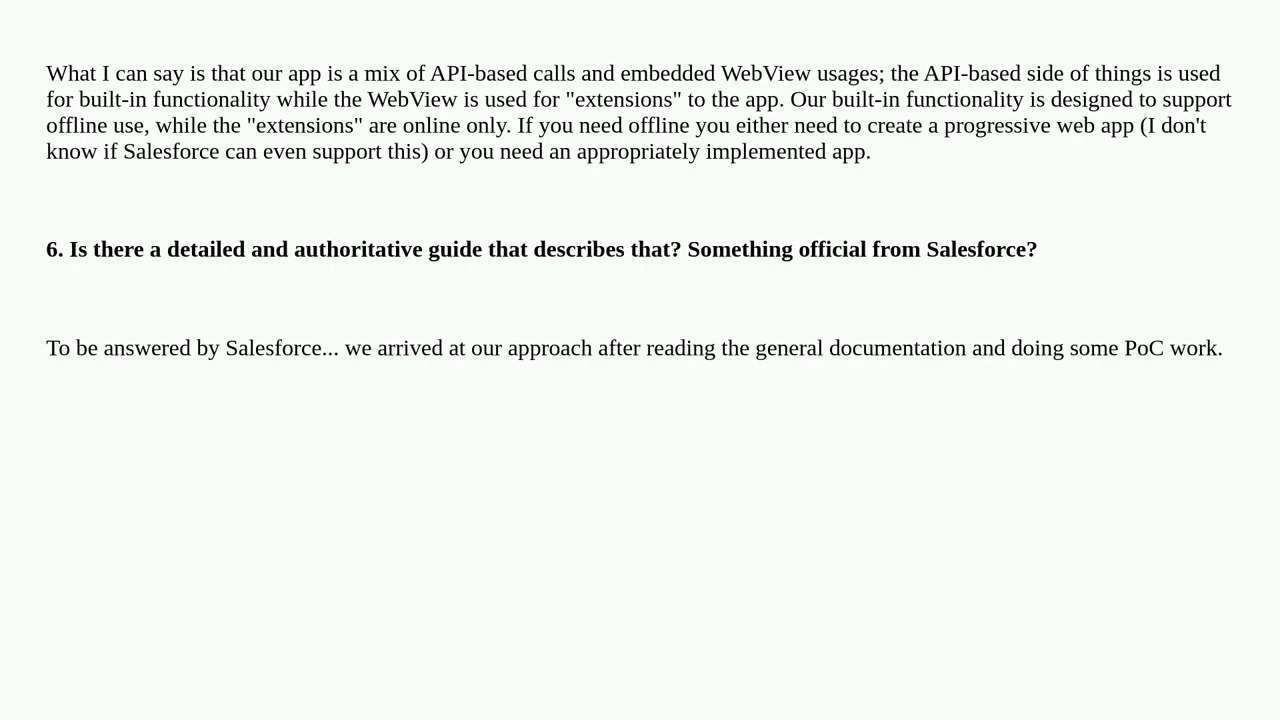 What I can say is that our app is a mix of API-based calls and embedded WebView usages; the API-based side of things is used
for built-in functionality while the WebView is used for "extensions" to the app. Our built-in functionality is designed to support
offline use, while the "extensions" are online only. If you need offline you either need to create a progressive web app (I don't
know if Salesforce can even support this) or you need an appropriately implemented app.
6. Is there a detailed and authoritative guide that describes that? Something official from Salesforce?
To be answered by Salesforce... we arrived at our approach after reading the general documentation and doing some PoC work.